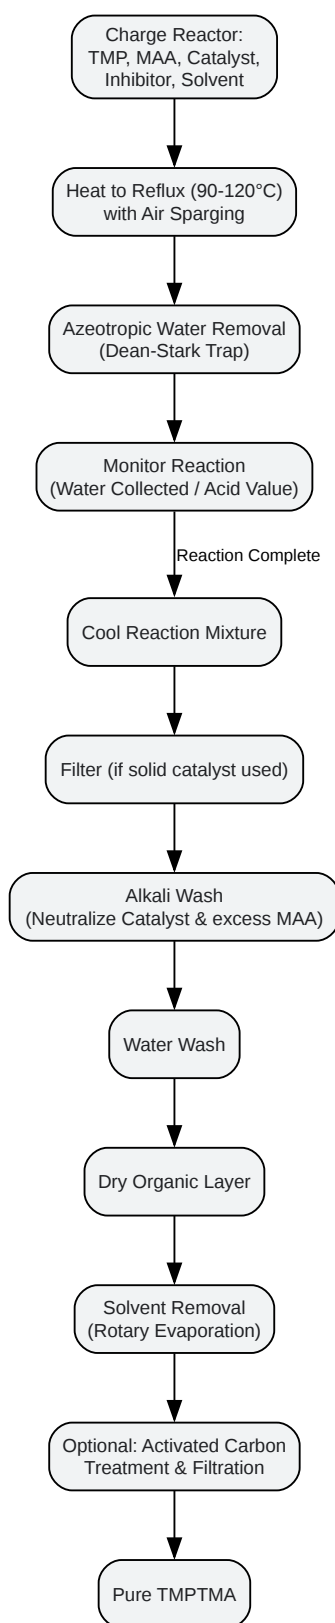 Charge Reactor:
TMP, MAA, Catalyst,
Inhibitor, Solvent
Heat to Reflux (90-120°C)
with Air Sparging
Azeotropic Water Removal
(Dean-Stark Trap)
Monitor Reaction
(Water Collected / Acid Value)
Reaction Complete
Cool Reaction Mixture
Filter (if solid catalyst used)
Alkali Wash
(Neutralize Catalyst & excess MAA)
Water Wash
Dry Organic Layer
Solvent Removal
(Rotary Evaporation)
Optional: Activated Carbon
Treatment & Filtration
Pure TMPTMA